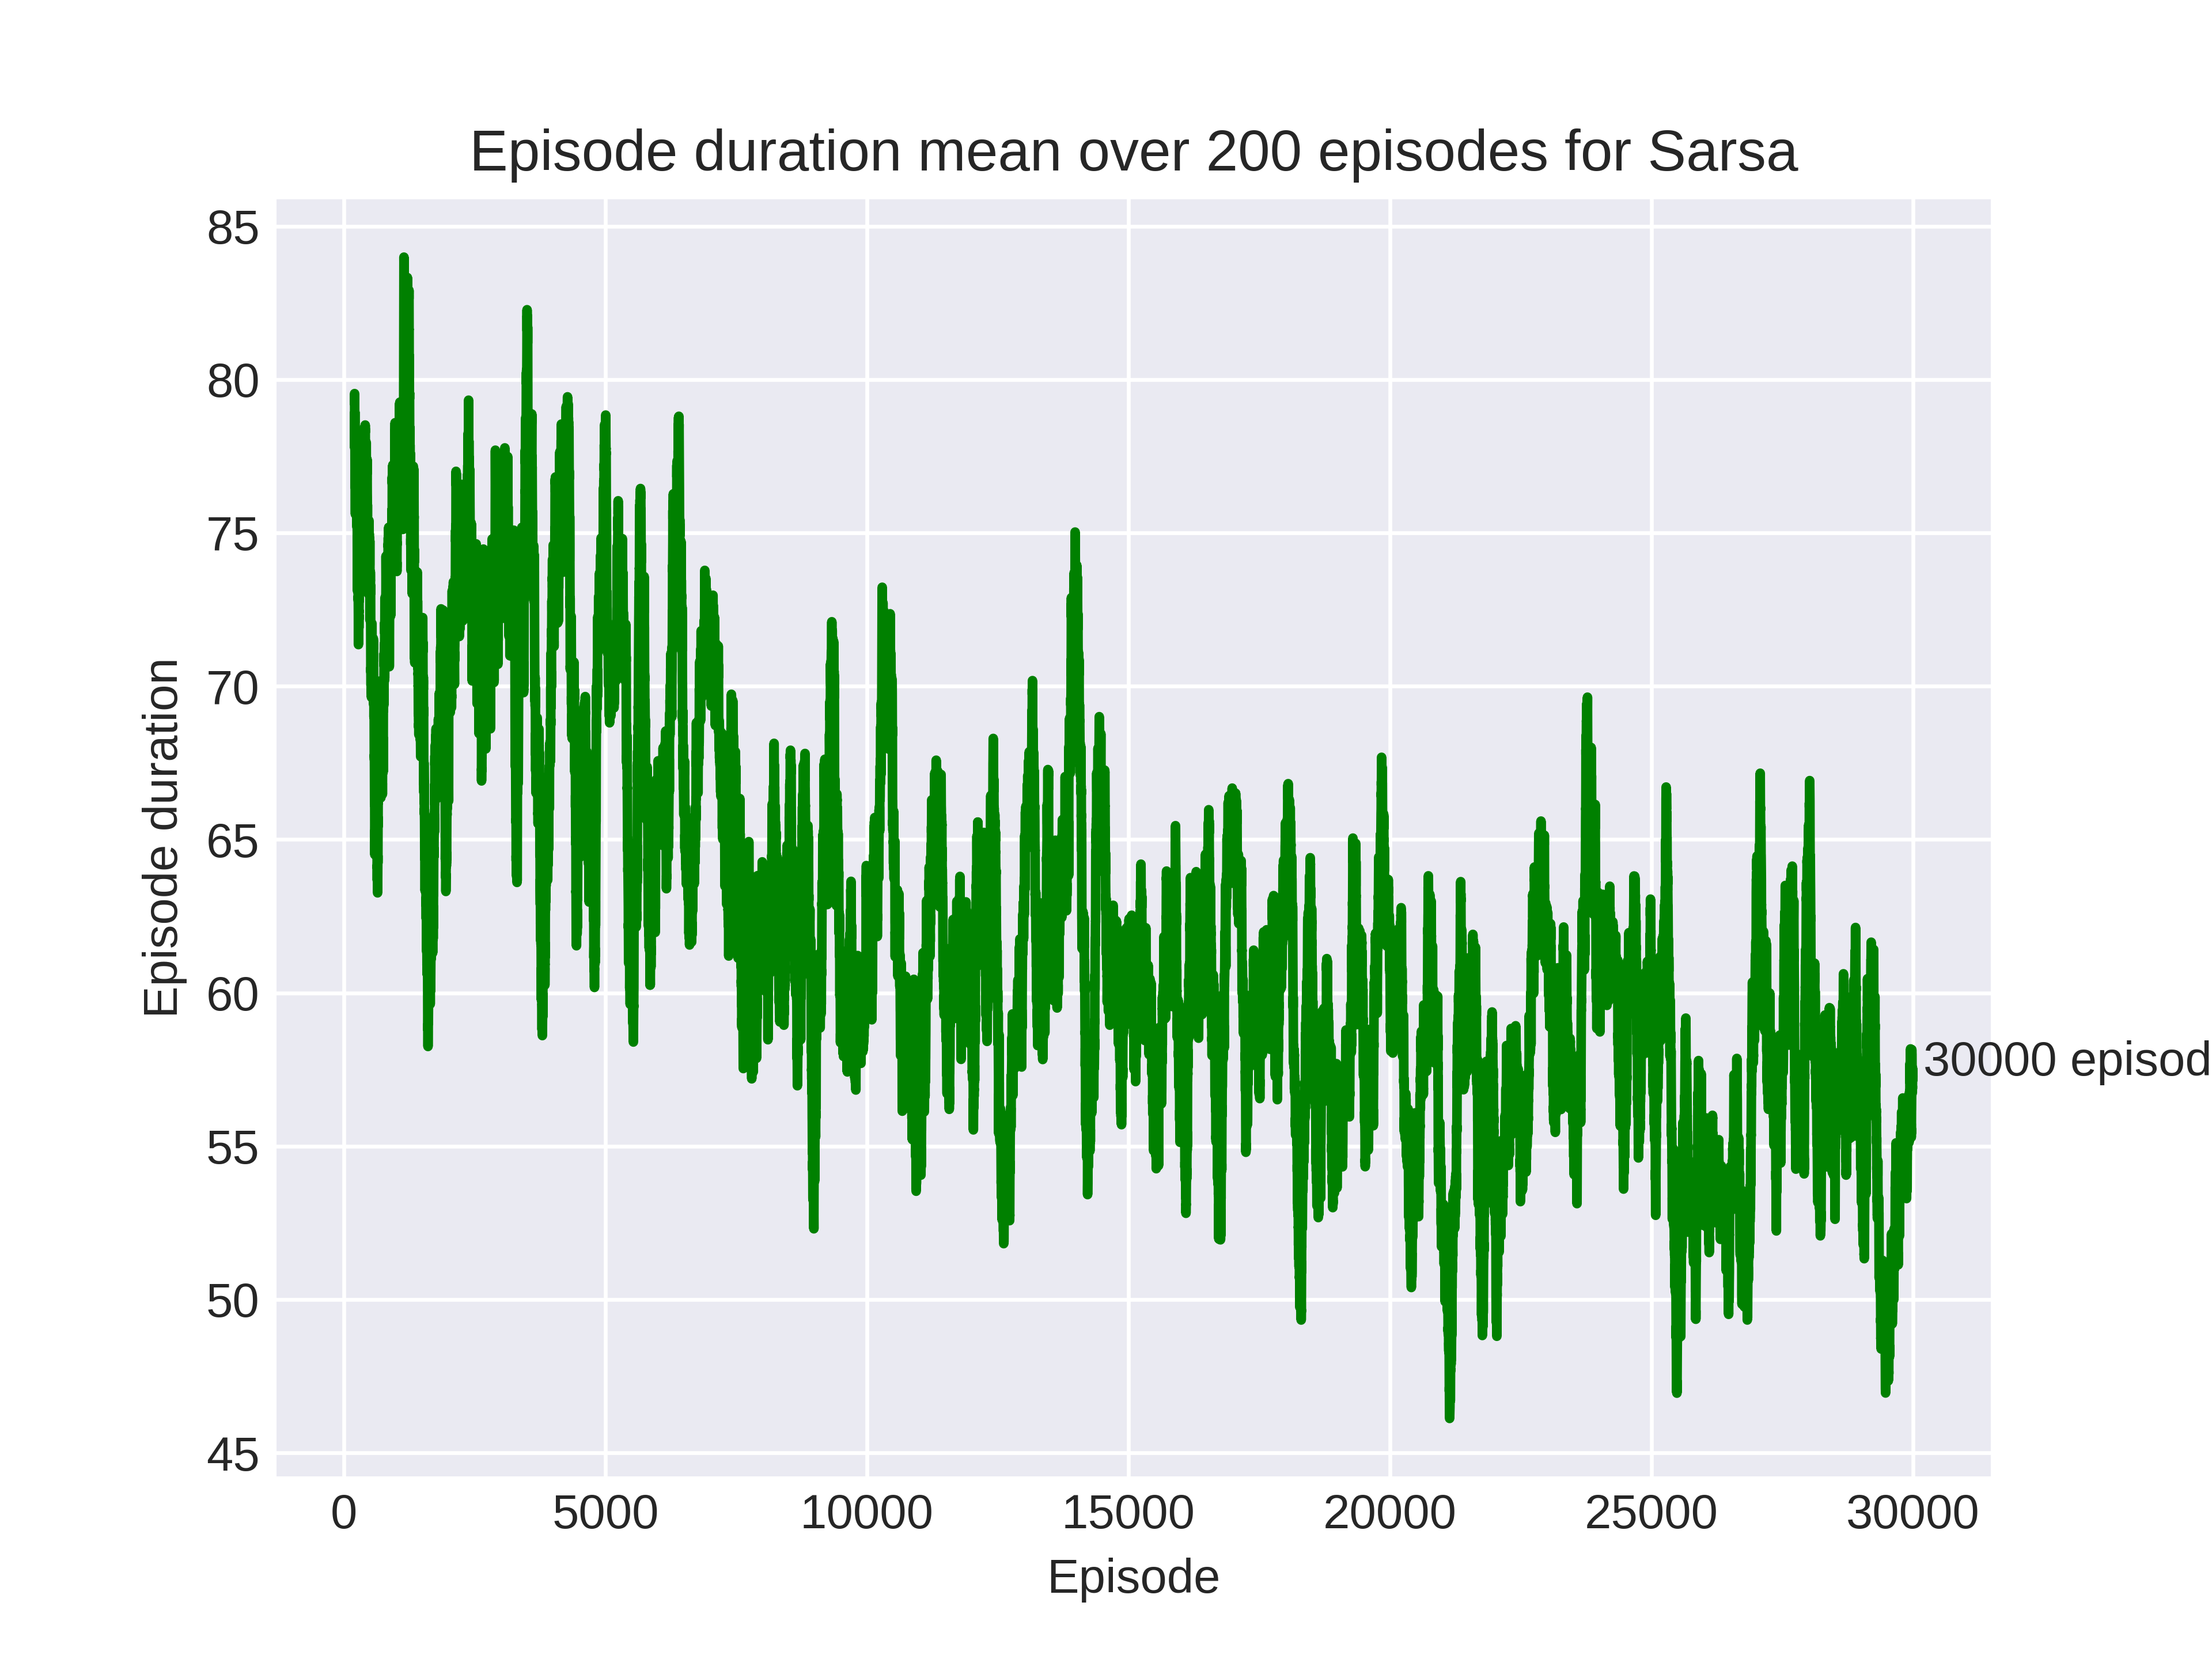 Episode duration mean over 200 episodes for Sarsa
85
80
75
70
65
60
55
50
45
Episode duration
30000 episod
0 5000 10000 15000 20000 25000 30000
Episode